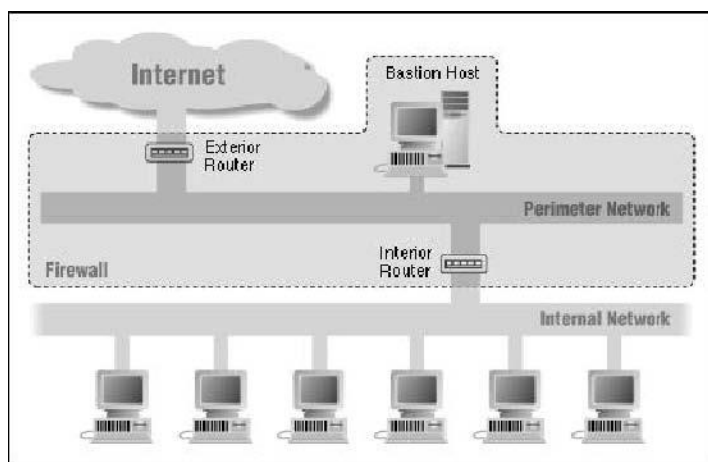 Internet
Bastion Host
Exterior
Router
Perimeter Network
Interior
Router
Firewall
Internal Network